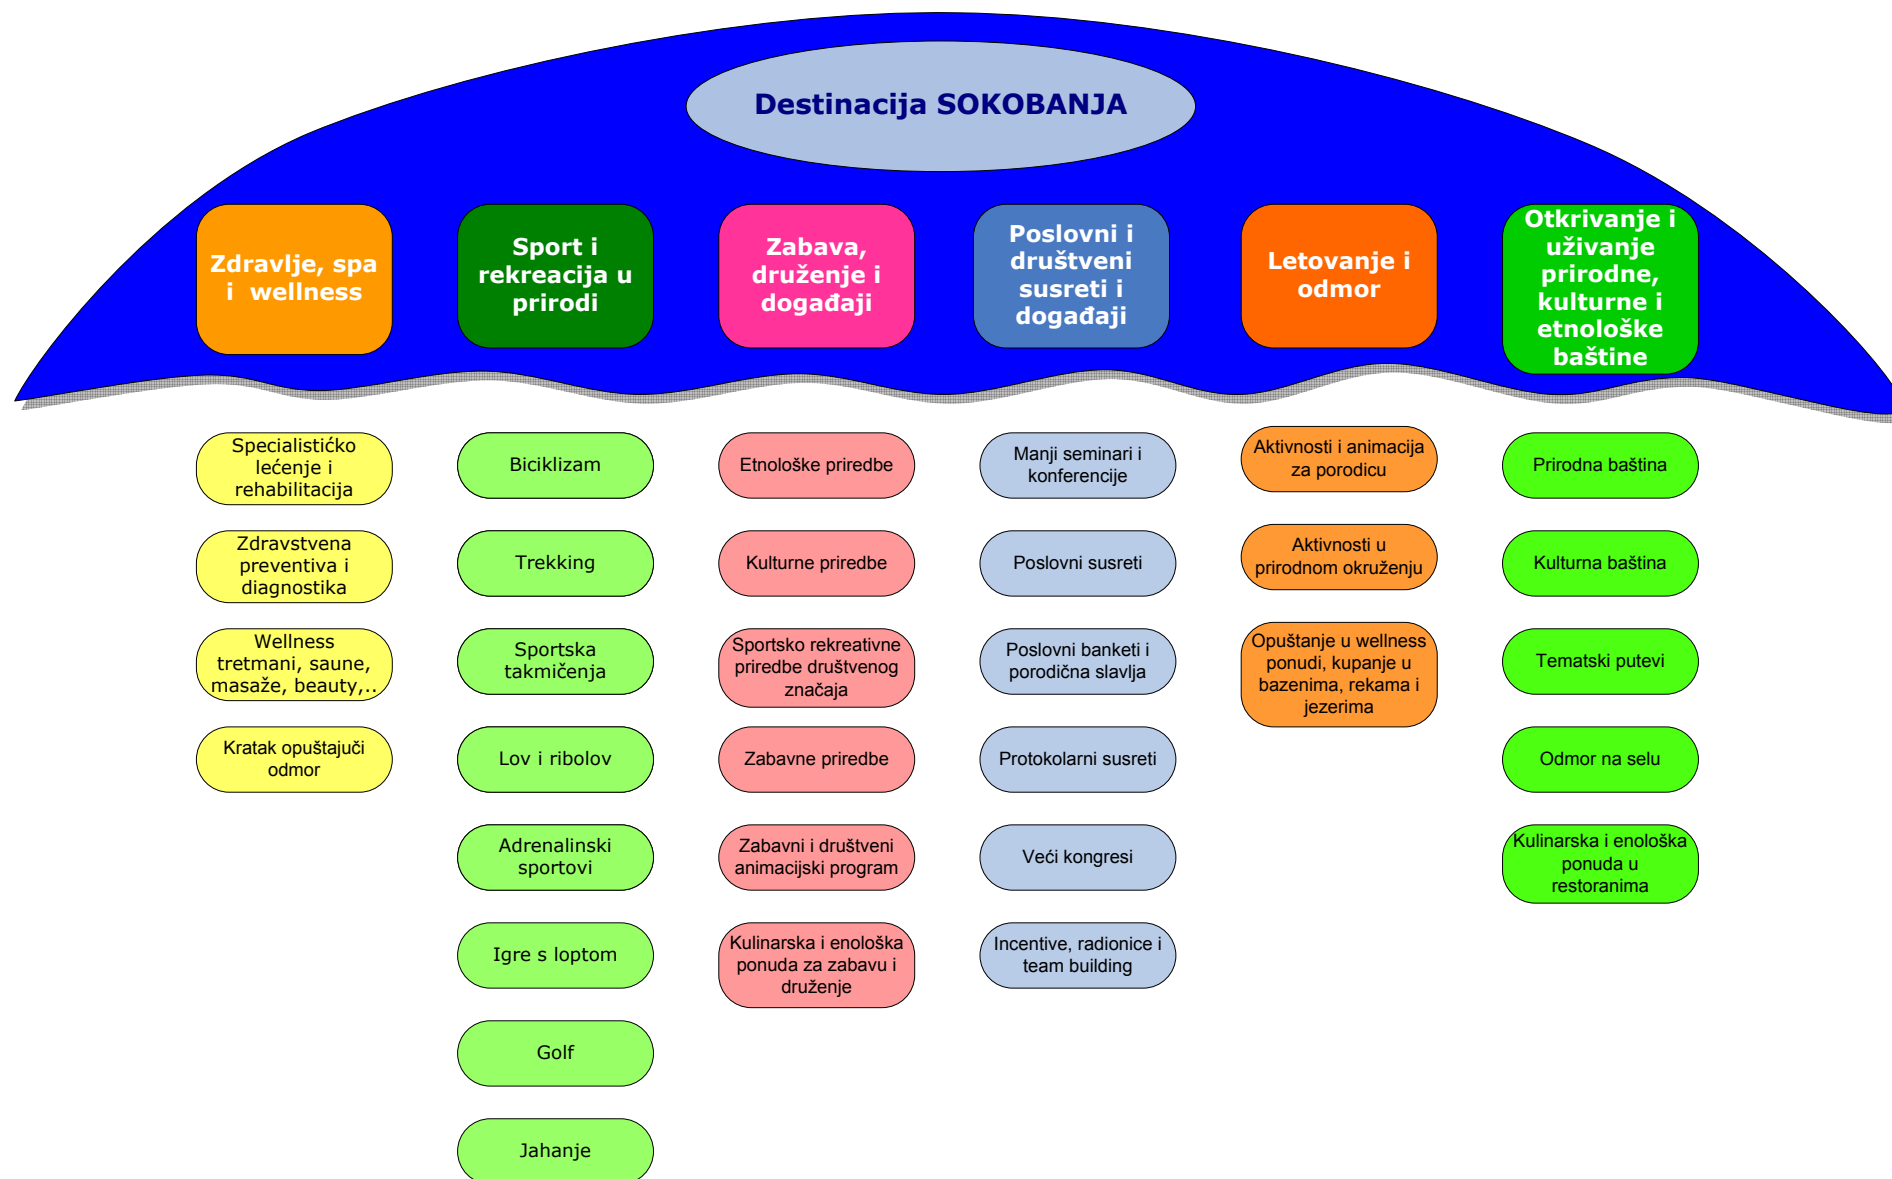 Destinacija SOKOBANJA
Zdravlje, spa
i wellness
Sport i
rekreacija u
prirodi
Zabava,
druženje i
događaji
Poslovni i
društveni
susreti i
događaji
Letovanje i
odmor
Otkrivanje i
uživanje
prirodne,
kulturne i
etnološke
baštine
Specialističko
lećenje i
rehabilitacija
Zdravstvena
preventiva i
diagnostika
Wellness
tretmani, saune,
masaže, beauty,..
Kratak opuštajuči
odmor
Biciklizam
Trekking
Sportska
takmičenja
Lov i ribolov
Adrenalinski
sportovi
Igre s loptom
Golf
Jahanje
Etnološke priredbe
Kulturne priredbe
Sportsko rekreativne
priredbe društvenog
značaja
Zabavne priredbe
Zabavni i društveni
animacijski program
Kulinarska i enološka
ponuda za zabavu i
druženje
Manji seminari i
konferencije
Poslovni susreti
Poslovni banketi i
porodična slavlja
Protokolarni susreti
Veći kongresi
Incentive, radionice i
team building
Aktivnosti i animacija
za porodicu
Aktivnosti u
prirodnom okruženju
Opuštanje u wellness
ponudi, kupanje u
bazenima, rekama i
jezerima
Prirodna baština
Kulturna baština
Tematski putevi
Odmor na selu
Kulinarska i enološka
ponuda u
restoranima